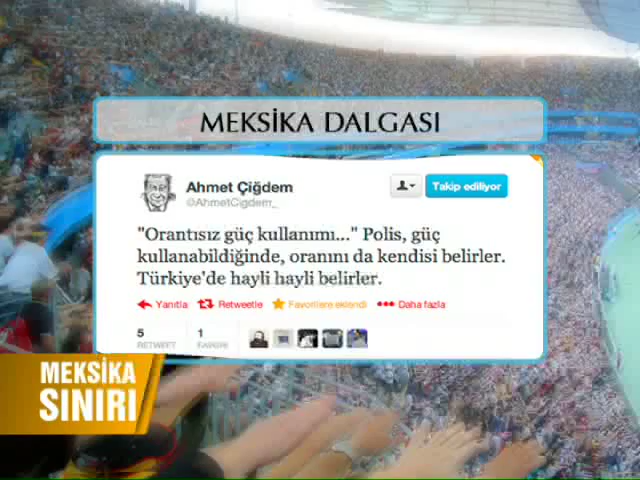 MEKSİKA DALGASI
Ahmet Çiğdem
@AhmetCigdem_
Takip ediliyor
"Orantısız güç kullanımı..." Polis, güç
kullanabildiğinde, oranını da kendisi belirler.
Türkiye'de hayli hayli belirler.
Yanıtla Retweetle Favorilere eklendi Daha fazla
5 1
RETWEET FAVORİ
MEKSİKA
SINIRI